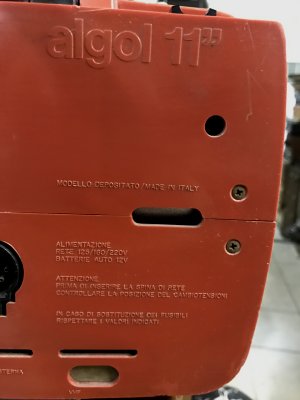 algol 11"
MODELLO DEPOSITATO/MADE IN ITALY
ALIMENTAZIONE
RETE 125/160/220V
BATTERIE AUTO 12V
ATTENZIONE
PRIMA DI INSERIRE LA SPINA DI RETE
CONTROLLARE LA POSIZIONE DEL CAMBIOTENSIONI
IN CASO DI SOSTITUZIONE DEI FUSIBILI
RISPETTARE I VALORI INDICATI
VHF